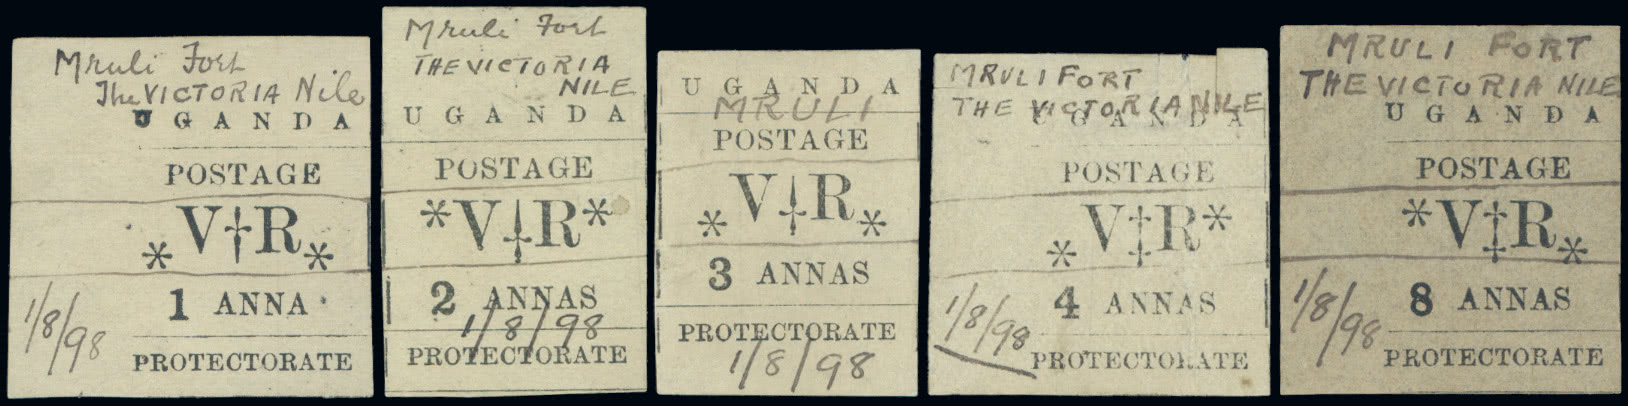 Mruli Fort
The VICTORIA Nile
UGANDA
POSTAGE
*V†R*
1 ANNA
1/8/98
PROTECTORATE
Mruli Fort
THE VICTORIA
NILE
UGANDA
POSTAGE
*V R*
2 ANNAS
1/8/98
PROTECTORATE
UGANDA
MRULI
POSTAGE
*V R*
3 ANNAS
PROTECTORATE
1/8/98
MRULI FORT
THE VICTORIA NILE
UGANDA
POSTAGE
*V‡R*
4 ANNAS
1/8/98
PROTECTORATE
MRULI FORT
THE VICTORIA NILE
UGANDA
POSTAGE
*V‡R*
8 ANNAS
1/8/98
PROTECTORATE